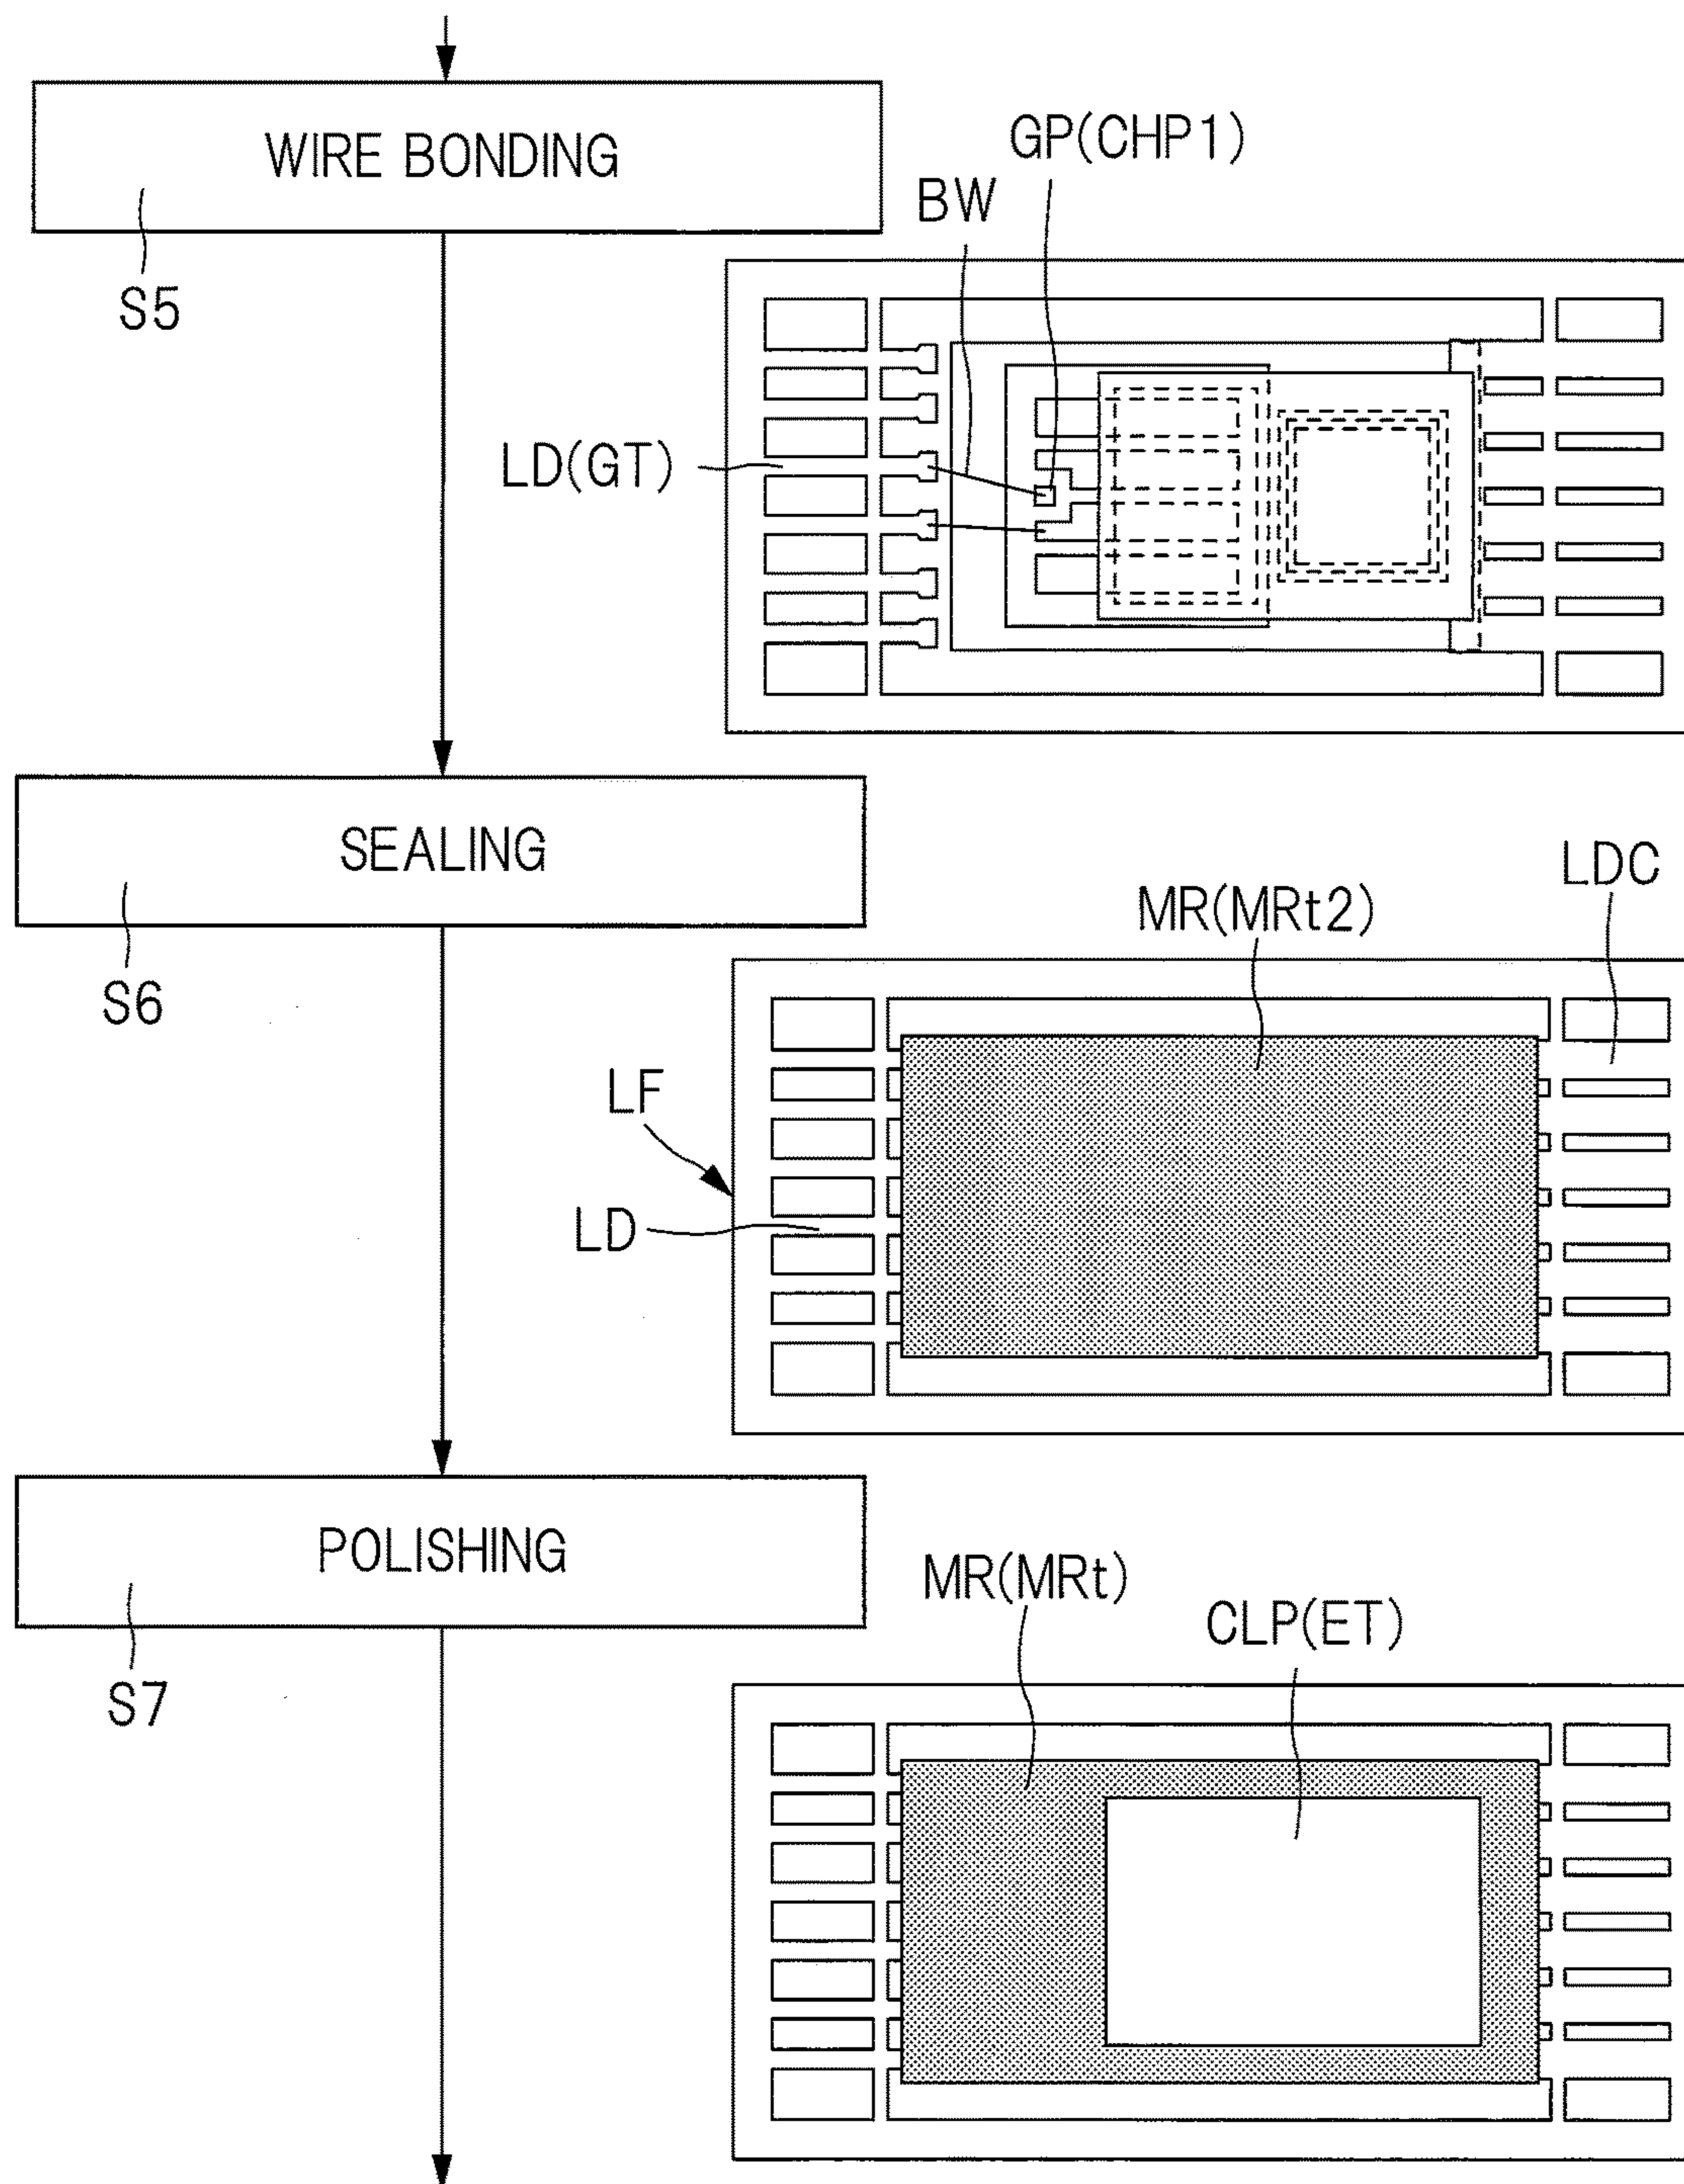 WIRE BONDING
S5
GP(CHP1)
BW
LD(GT)
SEALING
S6
MR(MRt2)
LDC
LF
LD
POLISHING
S7
MR(MRt)
CLP(ET)